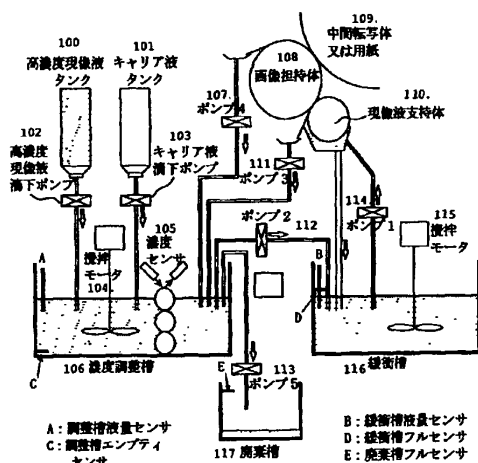 100
高濃度現像液
タンク
101
キャリア液
タンク
102
高濃度
現像液
滴下ポンプ
103
キャリア液
滴下ポンプ
107.
ポンプ4
108
画像担持体
109.
中間転写体
又は用紙
110.
現像液支持体
111
ポンプ3
105
濃度
センサ
ポンプ2
112
114
ポンプ1
115
攪拌
モータ
攪拌
モータ
104.
A
B
C
D
106 濃度調整槽
116 緩衝槽
E
113
ポンプ5
117 廃棄槽
A:調整槽液量センサ
C:調整槽エンプティ
センサ
B:緩衝槽液量センサ
D:緩衝槽フルセンサ
E:廃棄槽フルセンサ